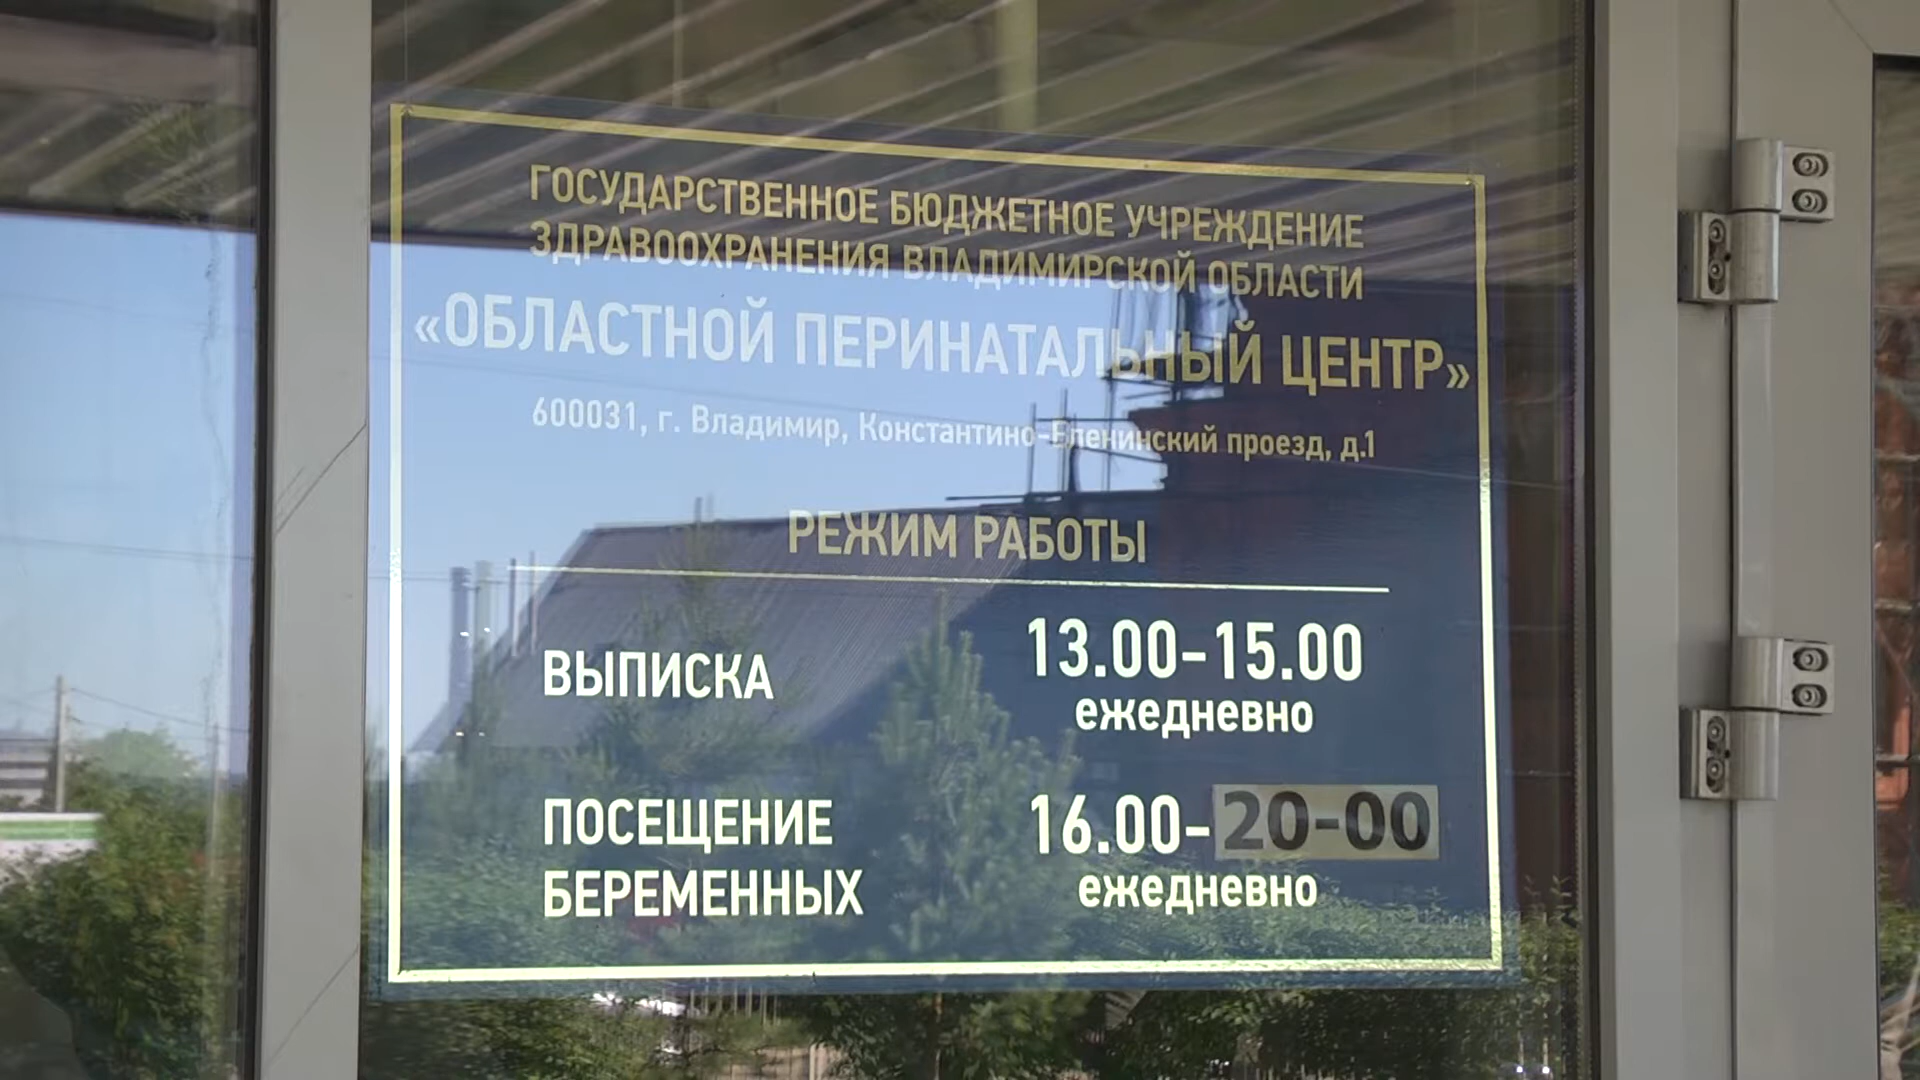 ГОСУДАРСТВЕННОЕ БЮДЖЕТНОЕ УЧРЕЖДЕНИЕ
ЗДРАВООХРАНЕНИЯ ВЛАДИМИРСКОЙ ОБЛАСТИ
«ОБЛАСТНОЙ ПЕРИНАТАЛЬНЫЙ ЦЕНТР»
600031, г. Владимир, Константино-Еленинский проезд, д.1
РЕЖИМ РАБОТЫ
ВЫПИСКА 13.00-15.00
ежедневно
ПОСЕЩЕНИЕ 16.00-20-00
БЕРЕМЕННЫХ ежедневно